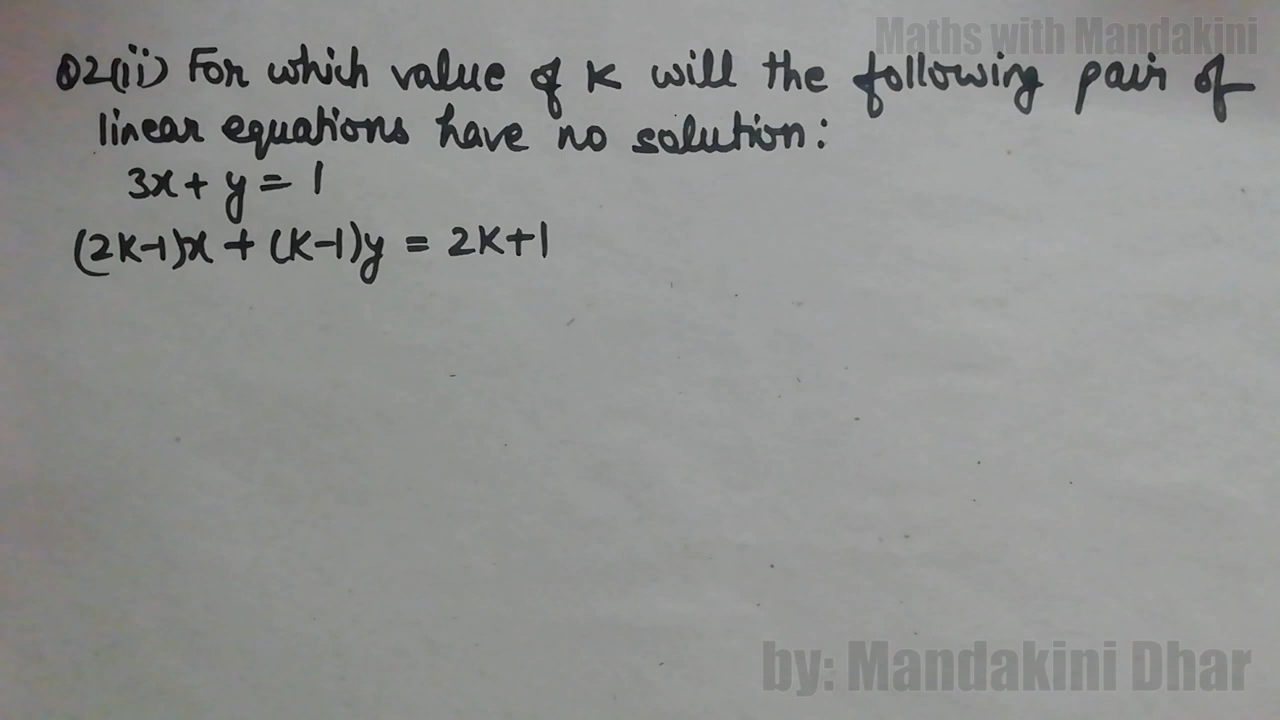 Maths with Mandakini
Q2(ii) For which value of K will the following pair of
linear equations have no solution:
3x + y = 1
(2K-1)x + (K-1)y = 2K+1
by: Mandakini Dhar